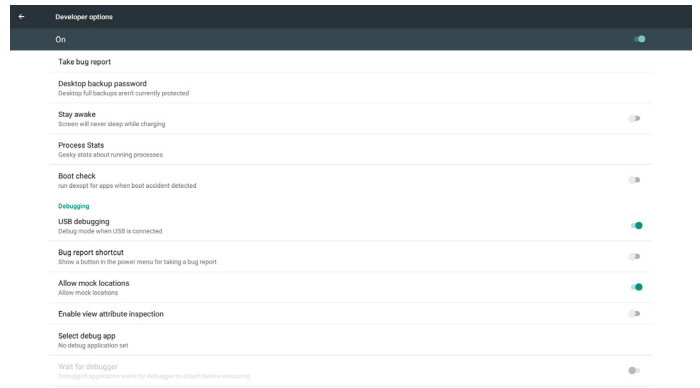 Developer options
On
Take bug report
Desktop backup password
Desktop full backups aren't currently protected
Stay awake
Screen will never sleep while charging
Process Stats
Geeky stats about running processes
Boot check
run dexopt for apps when boot accident detected
Debugging
USB debugging
Debug mode when USB is connected
Bug report shortcut
Show a button in the power menu for taking a bug report
Allow mock locations
Allow mock locations
Enable view attribute inspection
Select debug app
No debug application set
Wait for debugger
Debugged application waits for debugger to attach before executing